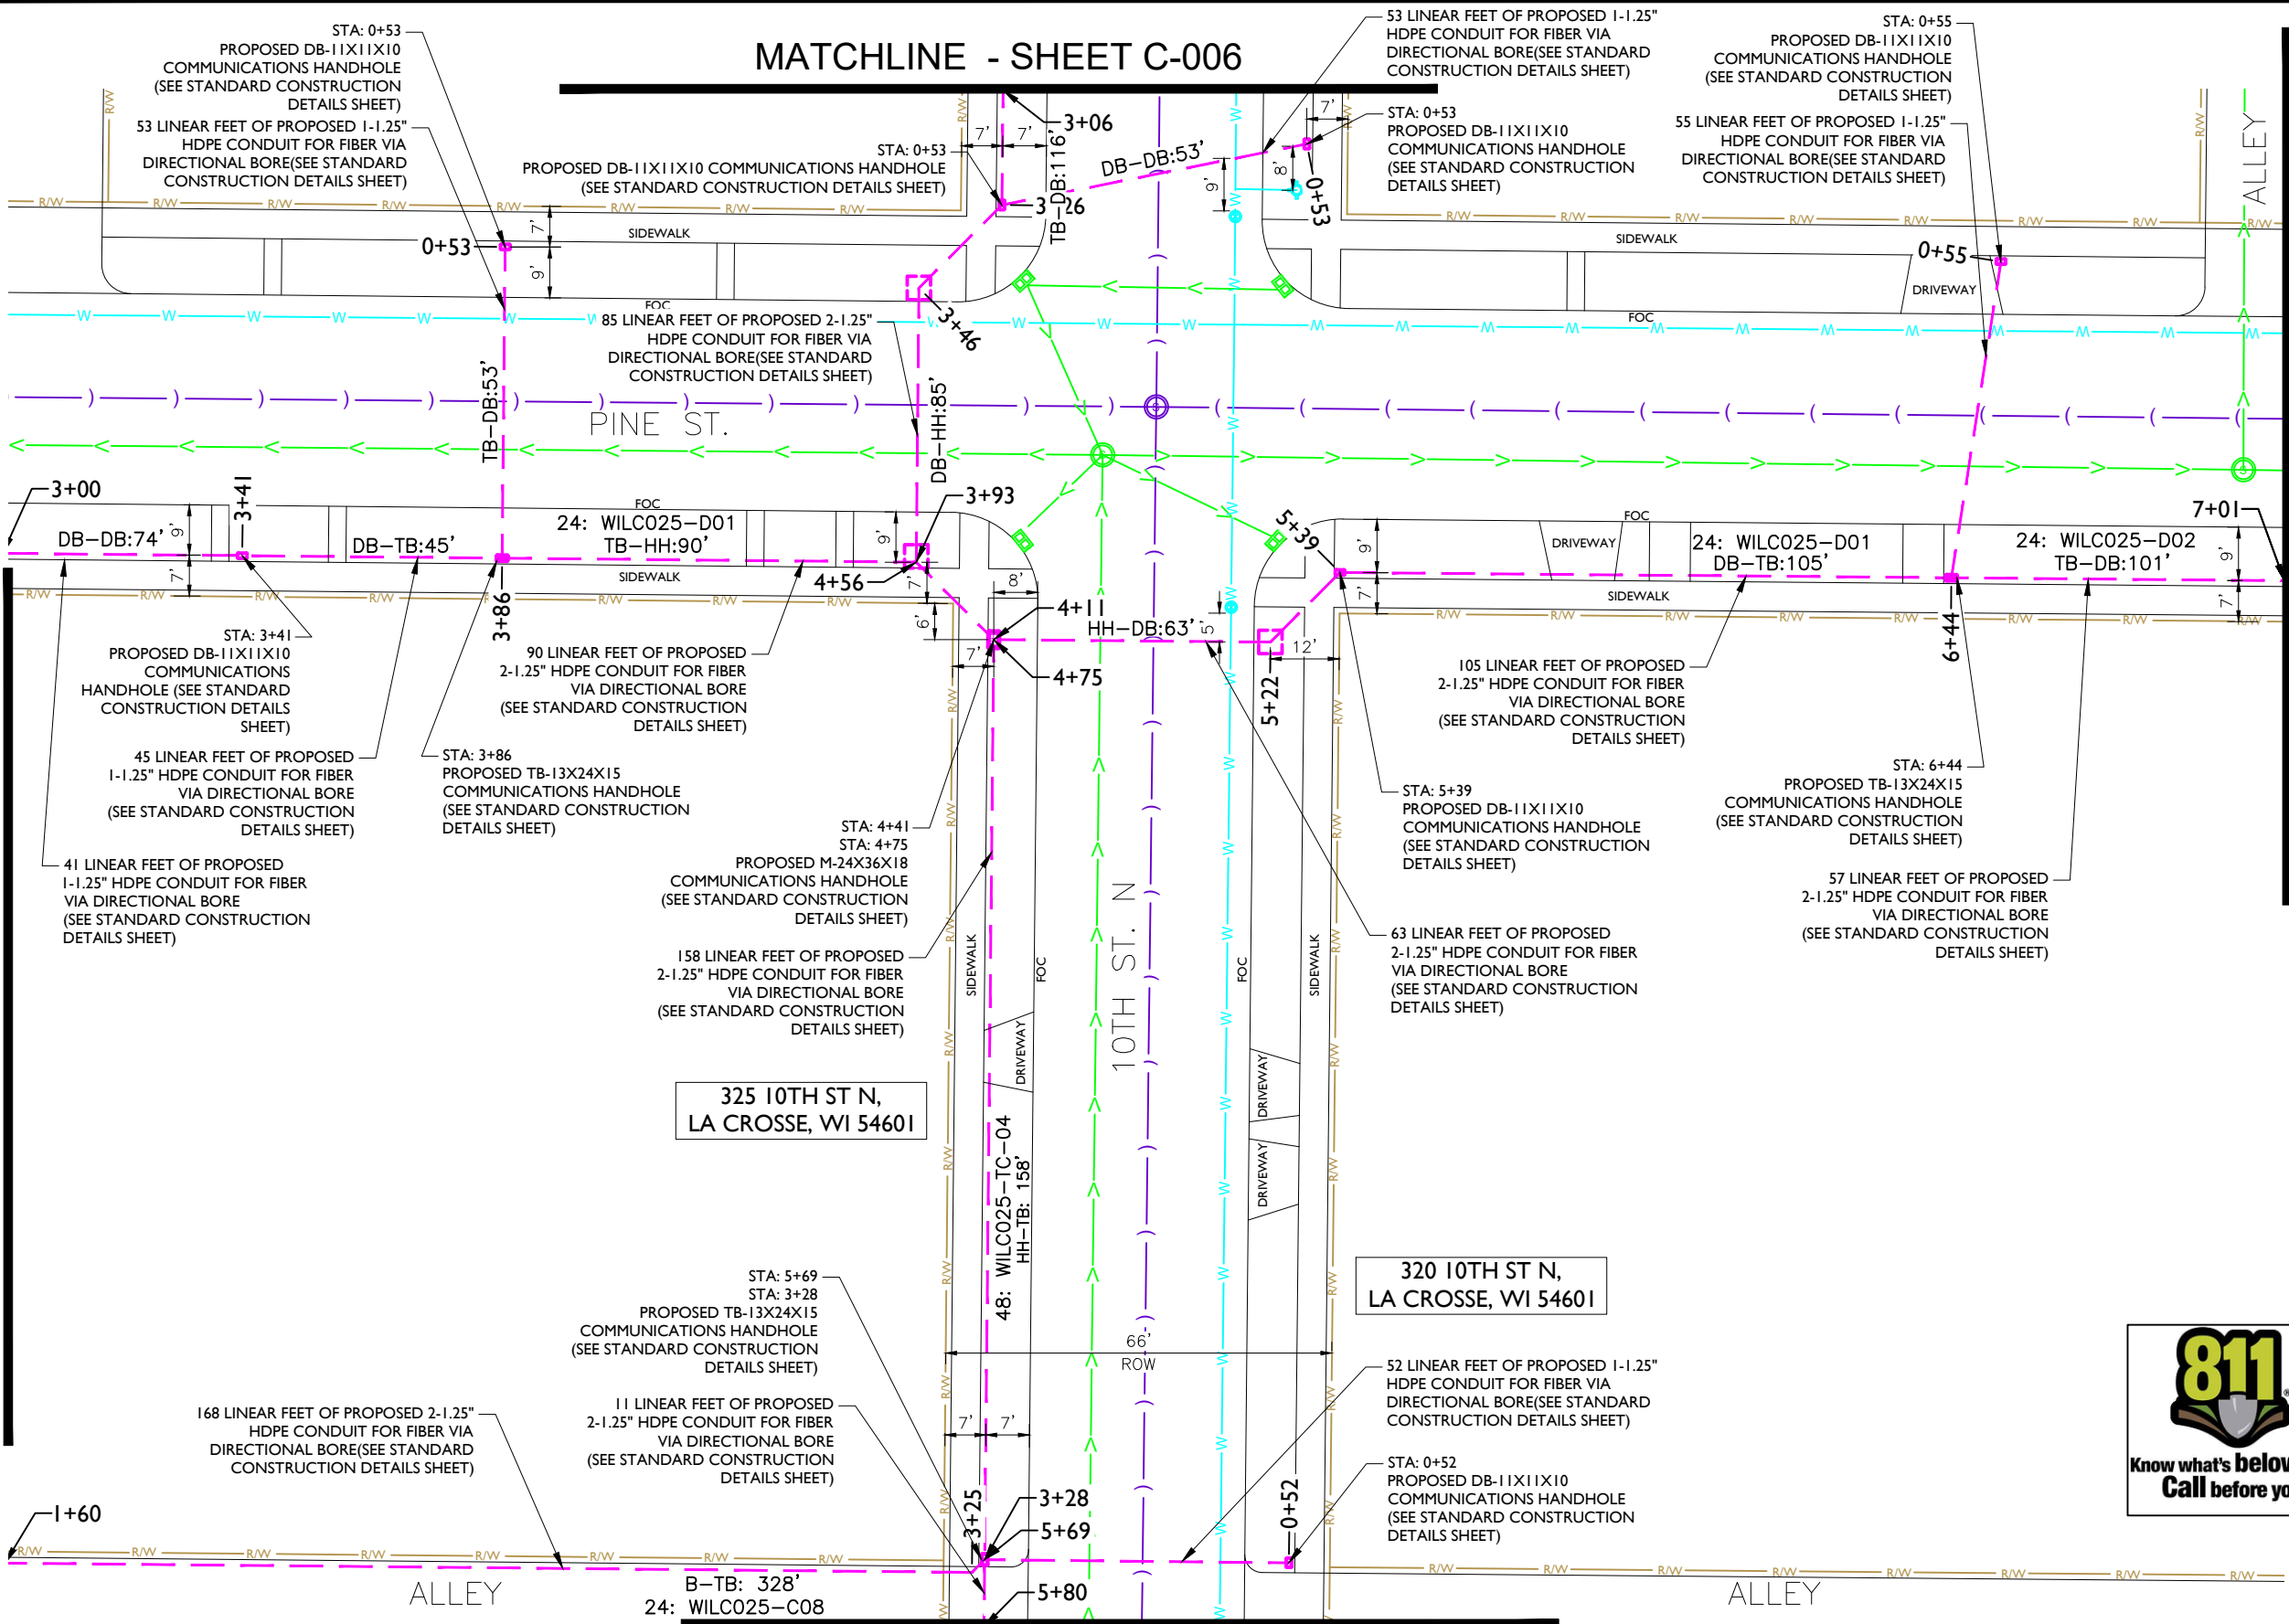 MATCHLINE - SHEET C-006
STA: 0+53
PROPOSED DB-11X11X10
COMMUNICATIONS HANDHOLE
(SEE STANDARD CONSTRUCTION
DETAILS SHEET)
53 LINEAR FEET OF PROPOSED 1-1.25"
HDPE CONDUIT FOR FIBER VIA
DIRECTIONAL BORE(SEE STANDARD
CONSTRUCTION DETAILS SHEET)
STA: 0+53
PROPOSED DB-11X11X10 COMMUNICATIONS HANDHOLE
(SEE STANDARD CONSTRUCTION DETAILS SHEET)
53 LINEAR FEET OF PROPOSED 1-1.25"
HDPE CONDUIT FOR FIBER VIA
DIRECTIONAL BORE(SEE STANDARD
CONSTRUCTION DETAILS SHEET)
STA: 0+53
PROPOSED DB-11X11X10
COMMUNICATIONS HANDHOLE
(SEE STANDARD CONSTRUCTION
DETAILS SHEET)
STA: 0+55
PROPOSED DB-11X11X10
COMMUNICATIONS HANDHOLE
(SEE STANDARD CONSTRUCTION
DETAILS SHEET)
55 LINEAR FEET OF PROPOSED 1-1.25"
HDPE CONDUIT FOR FIBER VIA
DIRECTIONAL BORE(SEE STANDARD
CONSTRUCTION DETAILS SHEET)
ALLEY
3+06
7' 7'
TB-DB:116'
DB-DB:53'
7'
8'
9'
0+53
0+53
7'
9'
SIDEWALK
SIDEWALK
0+55
DRIVEWAY
FOC
FOC
3+46
85 LINEAR FEET OF PROPOSED 2-1.25"
HDPE CONDUIT FOR FIBER VIA
DIRECTIONAL BORE(SEE STANDARD
CONSTRUCTION DETAILS SHEET)
TB-DB:53'
DB-HH:85'
PINE ST.
3+00
3+41
DB-DB:74'
9'
7'
DB-TB:45'
FOC
24: WILC025-D01
TB-HH:90'
SIDEWALK
3+86
3+93
9'
7'
4+56
6'
8'
4+11
HH-DB:63'
5'
7'
4+75
5+22
12'
5+39
9'
7'
DRIVEWAY
FOC
24: WILC025-D01
DB-TB:105'
SIDEWALK
6+44
24: WILC025-D02
TB-DB:101'
7+01
9'
7'
STA: 3+41
PROPOSED DB-11X11X10
COMMUNICATIONS
HANDHOLE (SEE STANDARD
CONSTRUCTION DETAILS
SHEET)
90 LINEAR FEET OF PROPOSED
2-1.25" HDPE CONDUIT FOR FIBER
VIA DIRECTIONAL BORE
(SEE STANDARD CONSTRUCTION
DETAILS SHEET)
45 LINEAR FEET OF PROPOSED
1-1.25" HDPE CONDUIT FOR FIBER
VIA DIRECTIONAL BORE
(SEE STANDARD CONSTRUCTION
DETAILS SHEET)
STA: 3+86
PROPOSED TB-13X24X15
COMMUNICATIONS HANDHOLE
(SEE STANDARD CONSTRUCTION
DETAILS SHEET)
41 LINEAR FEET OF PROPOSED
1-1.25" HDPE CONDUIT FOR FIBER
VIA DIRECTIONAL BORE
(SEE STANDARD CONSTRUCTION
DETAILS SHEET)
STA: 4+41
STA: 4+75
PROPOSED M-24X36X18
COMMUNICATIONS HANDHOLE
(SEE STANDARD CONSTRUCTION
DETAILS SHEET)
158 LINEAR FEET OF PROPOSED
2-1.25" HDPE CONDUIT FOR FIBER
VIA DIRECTIONAL BORE
(SEE STANDARD CONSTRUCTION
DETAILS SHEET)
105 LINEAR FEET OF PROPOSED
2-1.25" HDPE CONDUIT FOR FIBER
VIA DIRECTIONAL BORE
(SEE STANDARD CONSTRUCTION
DETAILS SHEET)
STA: 5+39
PROPOSED DB-11X11X10
COMMUNICATIONS HANDHOLE
(SEE STANDARD CONSTRUCTION
DETAILS SHEET)
STA: 6+44
PROPOSED TB-13X24X15
COMMUNICATIONS HANDHOLE
(SEE STANDARD CONSTRUCTION
DETAILS SHEET)
57 LINEAR FEET OF PROPOSED
2-1.25" HDPE CONDUIT FOR FIBER
VIA DIRECTIONAL BORE
(SEE STANDARD CONSTRUCTION
DETAILS SHEET)
63 LINEAR FEET OF PROPOSED
2-1.25" HDPE CONDUIT FOR FIBER
VIA DIRECTIONAL BORE
(SEE STANDARD CONSTRUCTION
DETAILS SHEET)
SIDEWALK
FOC
10TH ST. N
FOC
SIDEWALK
DRIVEWAY
DRIVEWAY
DRIVEWAY
325 10TH ST N,
LA CROSSE, WI 54601
48: WILC025-TC-04
HH-TB: 158'
320 10TH ST N,
LA CROSSE, WI 54601
66'
ROW
STA: 5+69
STA: 3+28
PROPOSED TB-13X24X15
COMMUNICATIONS HANDHOLE
(SEE STANDARD CONSTRUCTION
DETAILS SHEET)
11 LINEAR FEET OF PROPOSED
2-1.25" HDPE CONDUIT FOR FIBER
VIA DIRECTIONAL BORE
(SEE STANDARD CONSTRUCTION
DETAILS SHEET)
168 LINEAR FEET OF PROPOSED 2-1.25"
HDPE CONDUIT FOR FIBER VIA
DIRECTIONAL BORE(SEE STANDARD
CONSTRUCTION DETAILS SHEET)
52 LINEAR FEET OF PROPOSED 1-1.25"
HDPE CONDUIT FOR FIBER VIA
DIRECTIONAL BORE(SEE STANDARD
CONSTRUCTION DETAILS SHEET)
STA: 0+52
PROPOSED DB-11X11X10
COMMUNICATIONS HANDHOLE
(SEE STANDARD CONSTRUCTION
DETAILS SHEET)
7' 7'
3+25
3+28
5+69
5+80
0+52
1+60
ALLEY
B-TB: 328'
24: WILC025-C08
ALLEY
811
Know what's below
Call before yo